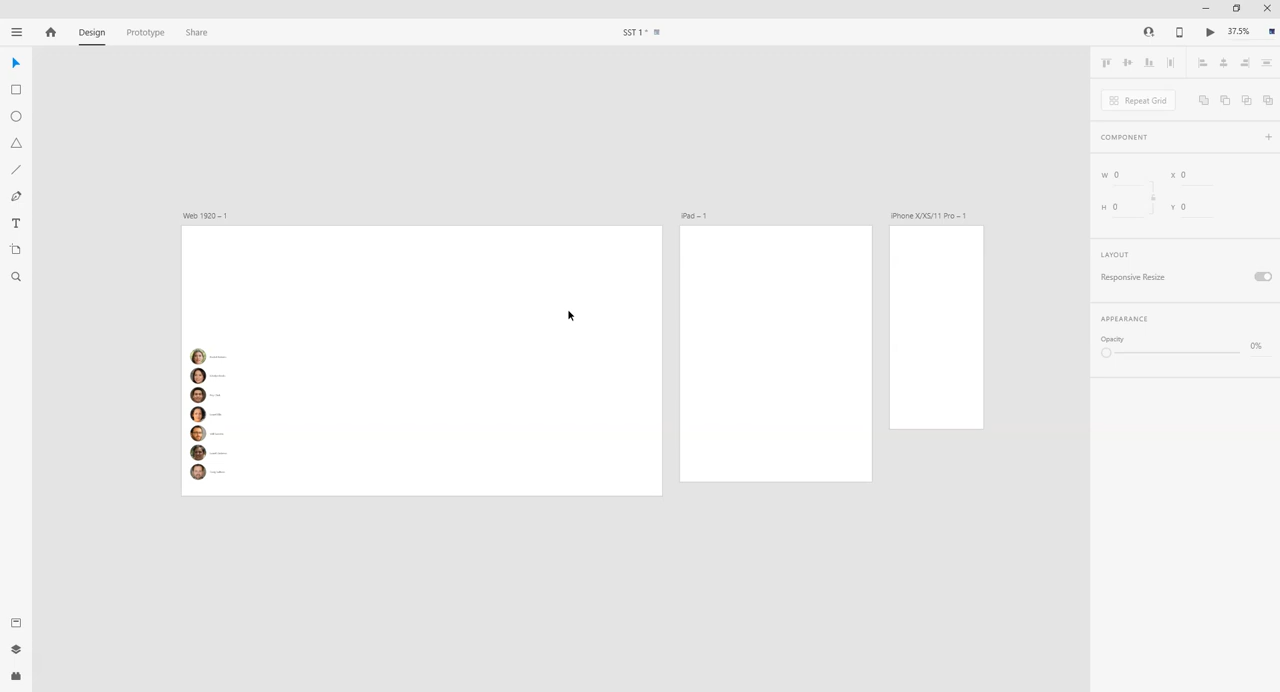 Design Prototype Share SST 1 * 37.5%
Repeat Grid
COMPONENT
W 0 X 0
H 0 Y 0
LAYOUT
Responsive Resize
APPEARANCE
Opacity
0%
Web 1920 – 1 iPad – 1 iPhone X/XS/11 Pro – 1
T